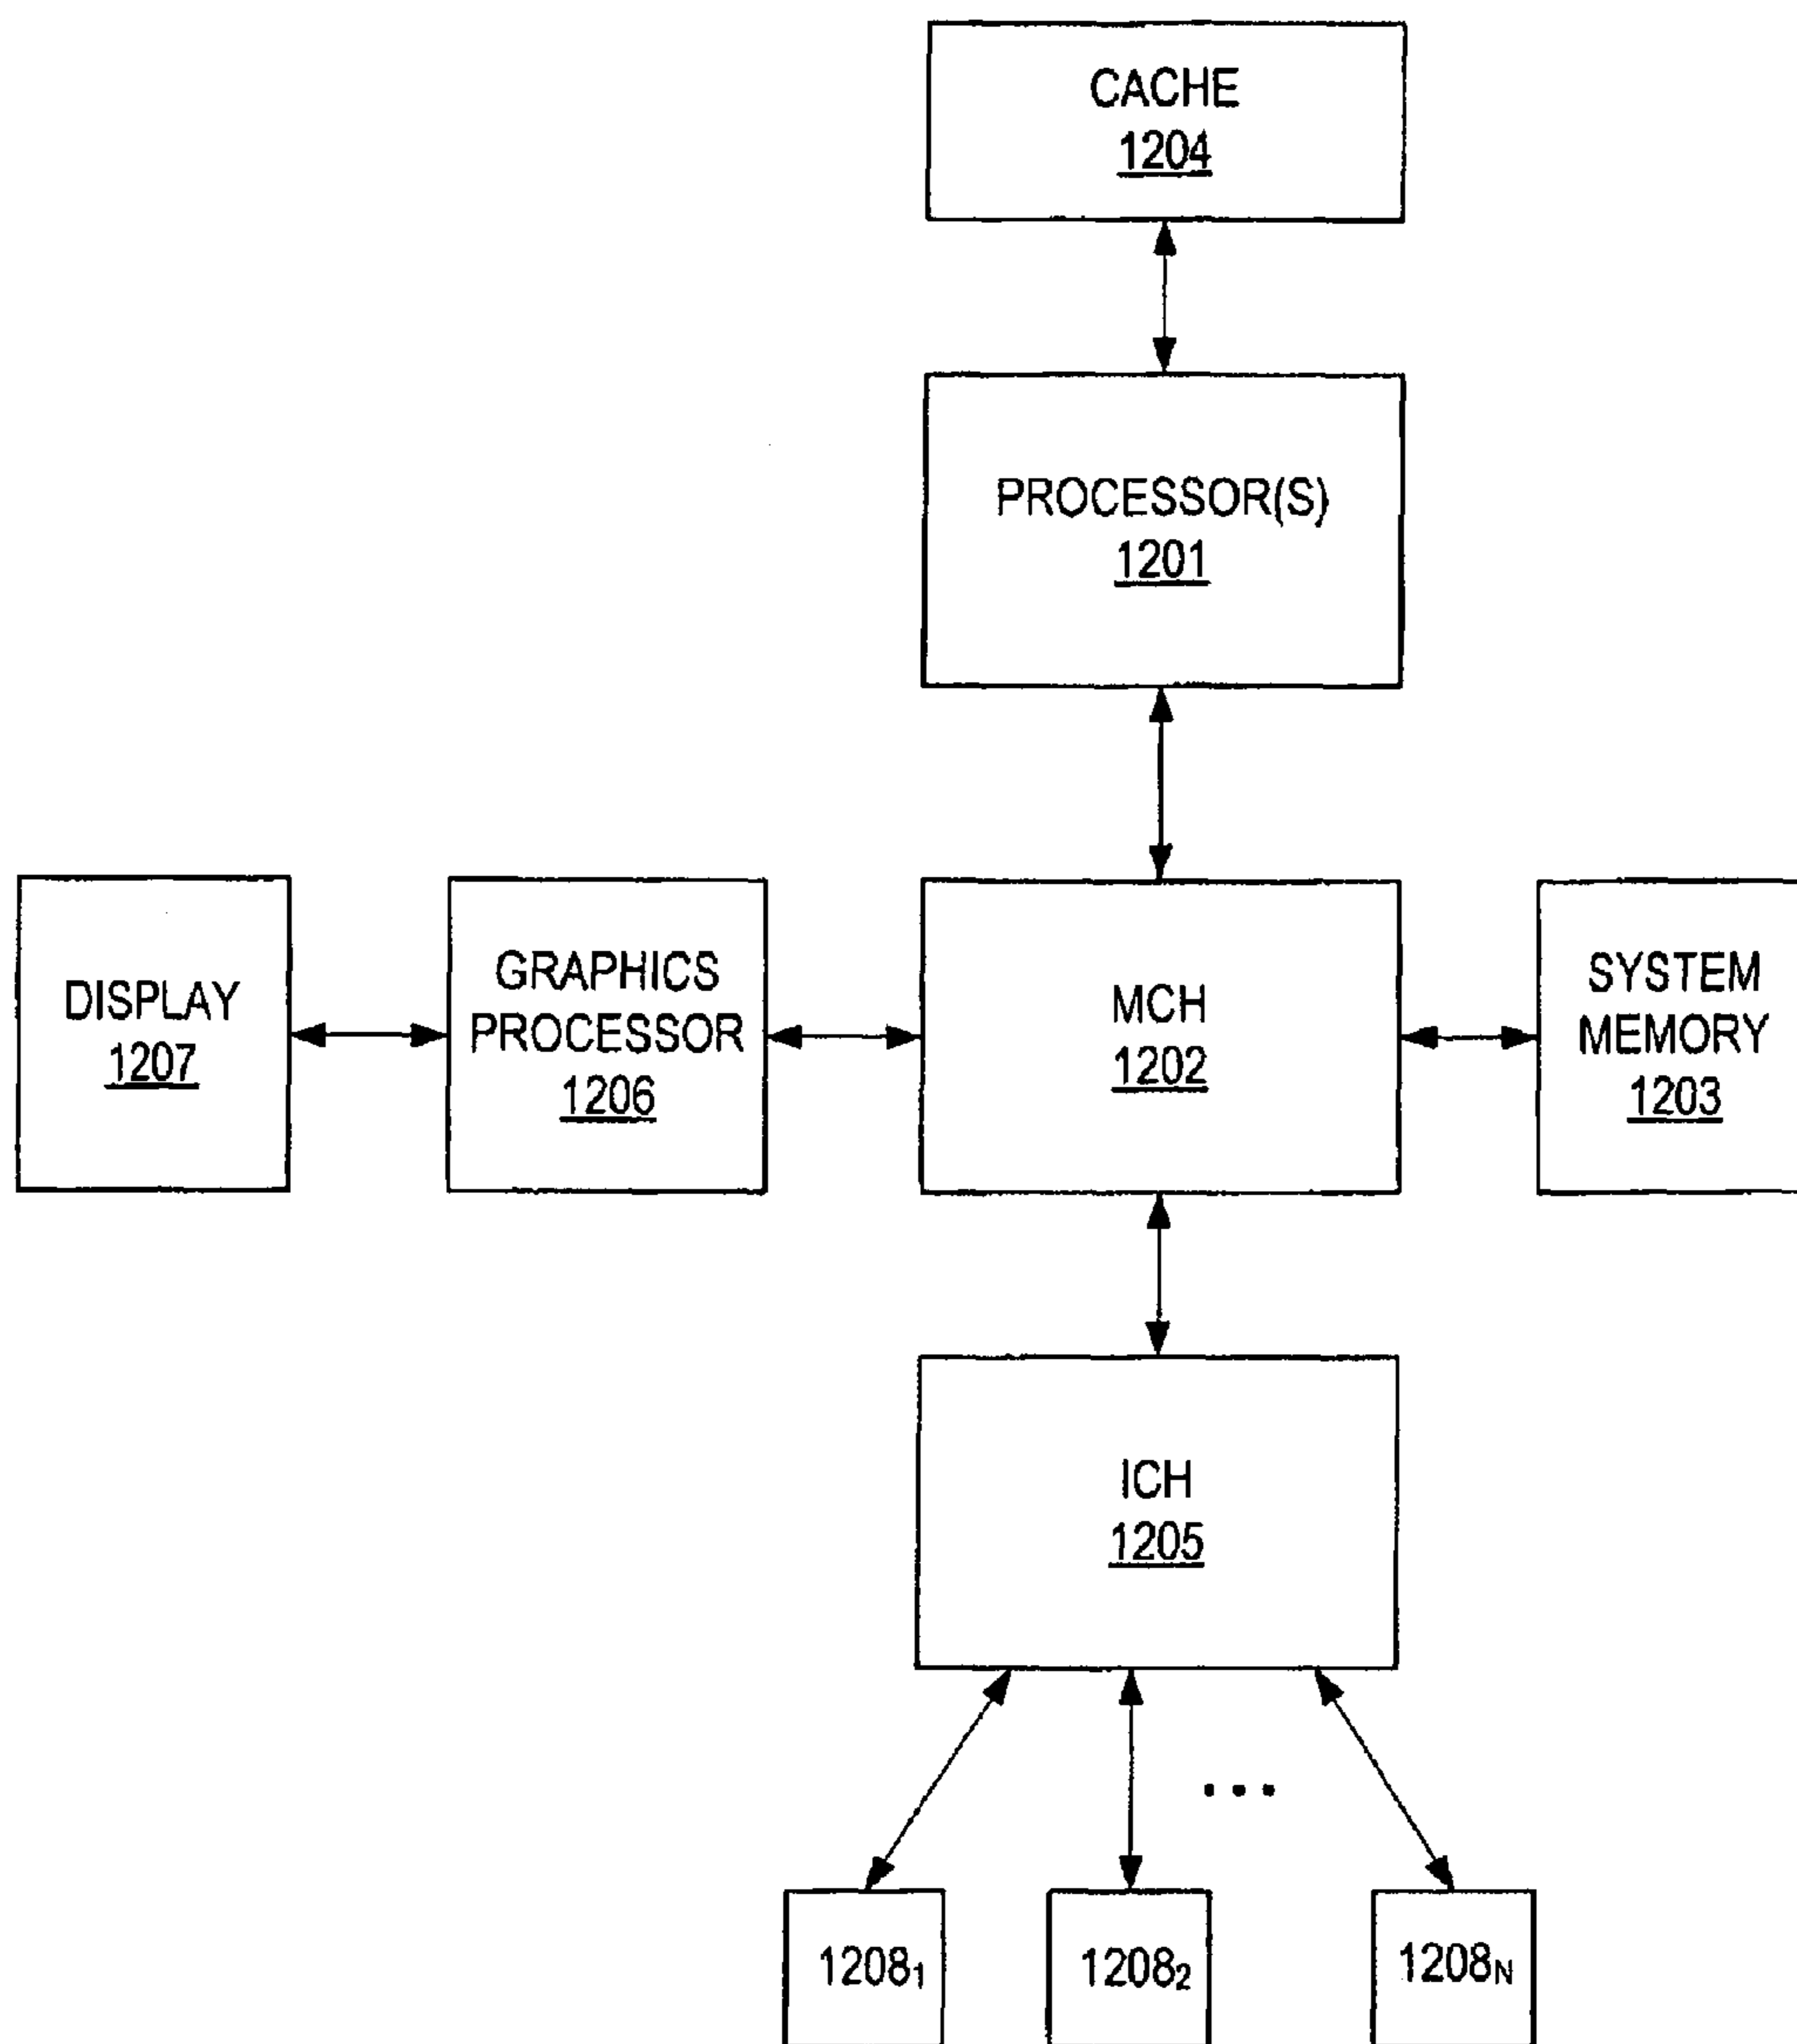 CACHE
1204
PROCESSOR(S)
1201
DISPLAY
1207
GRAPHICS
PROCESSOR
1206
MCH
1202
SYSTEM
MEMORY
1203
ICH
1205
...
1208₁
1208₂
1208N